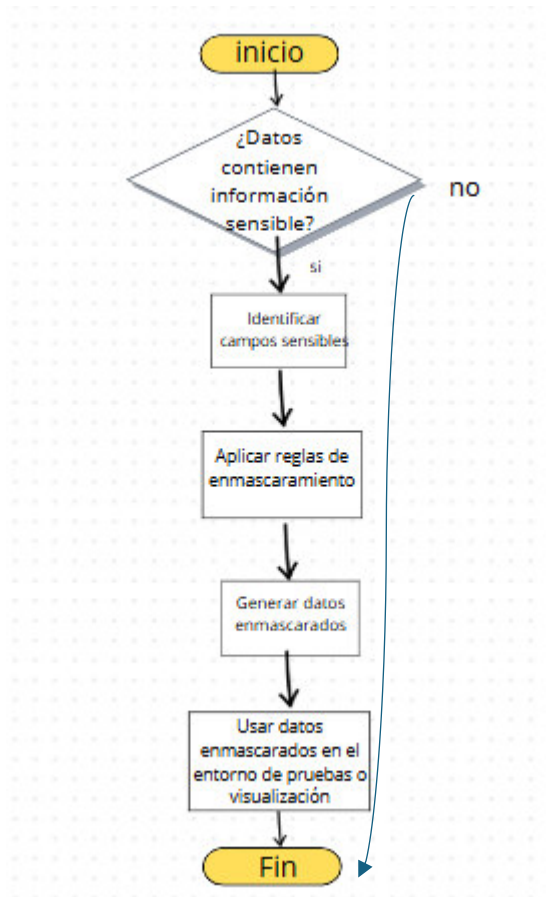 inicio
¿Datos
contienen
información
sensible?
no
si
Identificar
campos sensibles
Aplicar reglas de
enmascaramiento
Generar datos
enmascarados
Usar datos
enmascarados en el
entorno de pruebas o
visualización
Fin